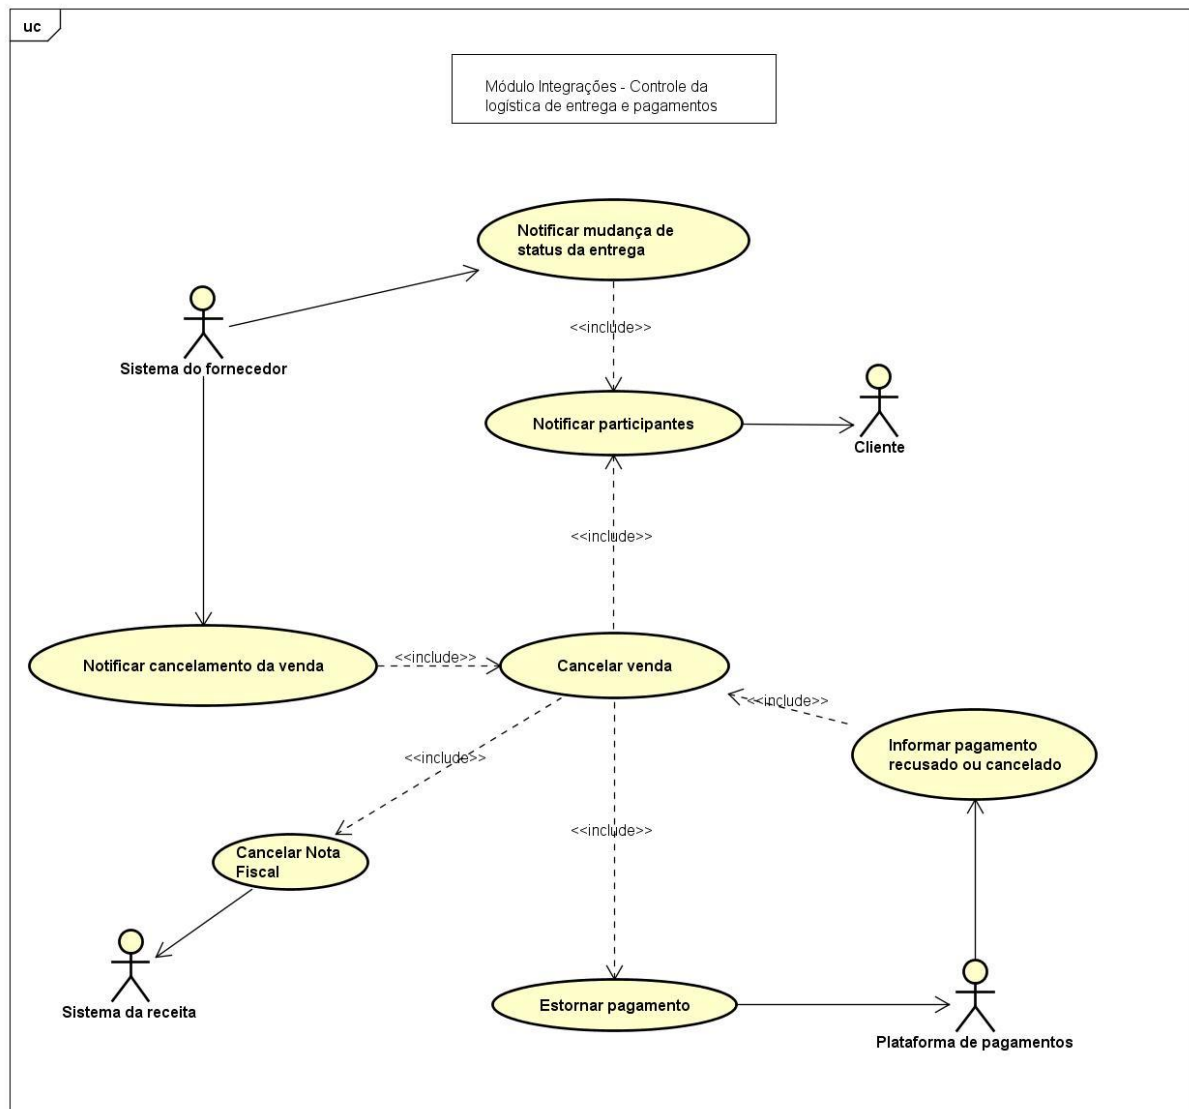 uc
Módulo Integrações - Controle da
logística de entrega e pagamentos
Notificar mudança de
status da entrega
<<include>>
Sistema do fornecedor
Notificar participantes
Cliente
<<include>>
Notificar cancelamento da venda
<<include>>
Cancelar venda
<<include>>
Informar pagamento
recusado ou cancelado
<<include>>
<<include>>
Cancelar Nota
Fiscal
Sistema da receita
Estornar pagamento
Plataforma de pagamentos